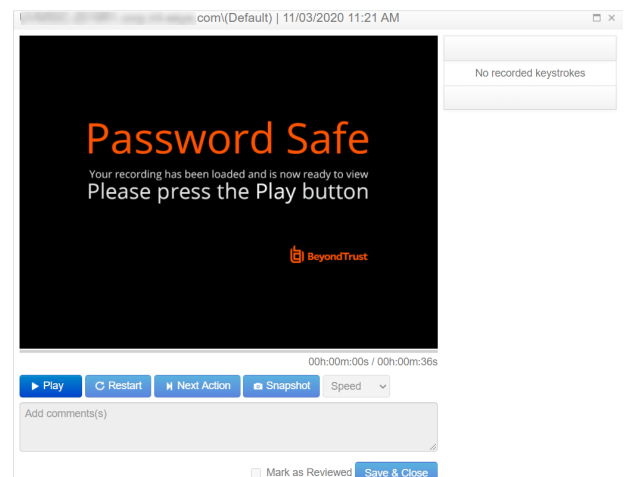 com\(Default) | 11/03/2020 11:21 AM
No recorded keystrokes
Password Safe
Your recording has been loaded and is now ready to view
Please press the Play button
BeyondTrust
00h:00m:00s / 00h:00m:36s
Play Restart Next Action Snapshot Speed
Add comments(s)
Mark as Reviewed Save & Close